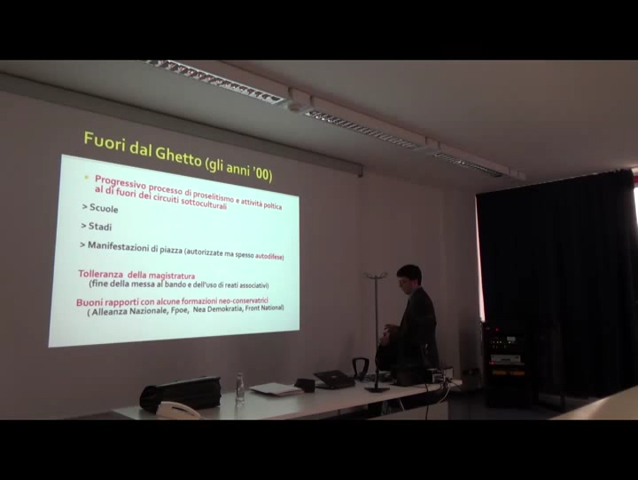 Fuori dal Ghetto (gli anni '00)
Progressivo processo di proselitismo e attività poltica
al di fuori dei circuiti sottoculturali
> Scuole
> Stadi
> Manifestazioni di piazza (autorizzate ma spesso autodifese)
Tolleranza della magistratura
(fine della messa al bando e dell'uso di reati associativi)
Buoni rapporti con alcune formazioni neo-conservatrici
( Alleanza Nazionale, Fpoe, Nea Demokratia, Front National)